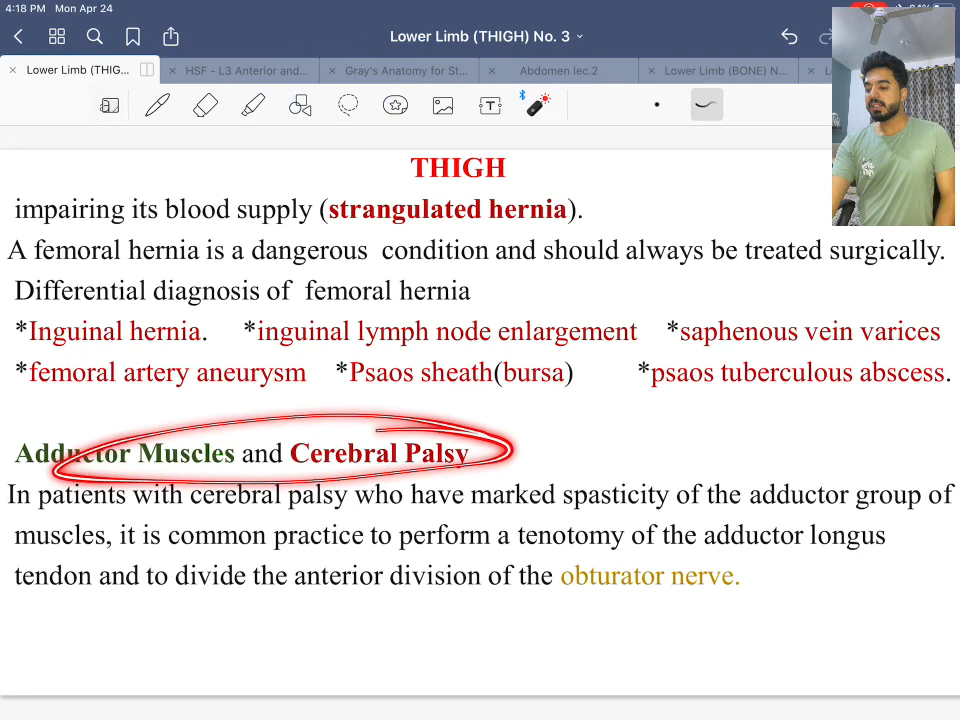 4:18 PM Mon Apr 24
Lower Limb (THIGH) No. 3
Lower Limb (THIG...
HSF - L3 Anterior and...
Gray's Anatomy for St...
Abdomen lec.2
Lower Limb (BONE) N...
T
THIGH
impairing its blood supply (strangulated hernia).
A femoral hernia is a dangerous condition and should always be treated surgically.
Differential diagnosis of femoral hernia
*Inguinal hernia. *inguinal lymph node enlargement *saphenous vein varices
*femoral artery aneurysm *Psaos sheath(bursa) *psaos tuberculous abscess.
Adductor Muscles and Cerebral Palsy
In patients with cerebral palsy who have marked spasticity of the adductor group of
muscles, it is common practice to perform a tenotomy of the adductor longus
tendon and to divide the anterior division of the obturator nerve.